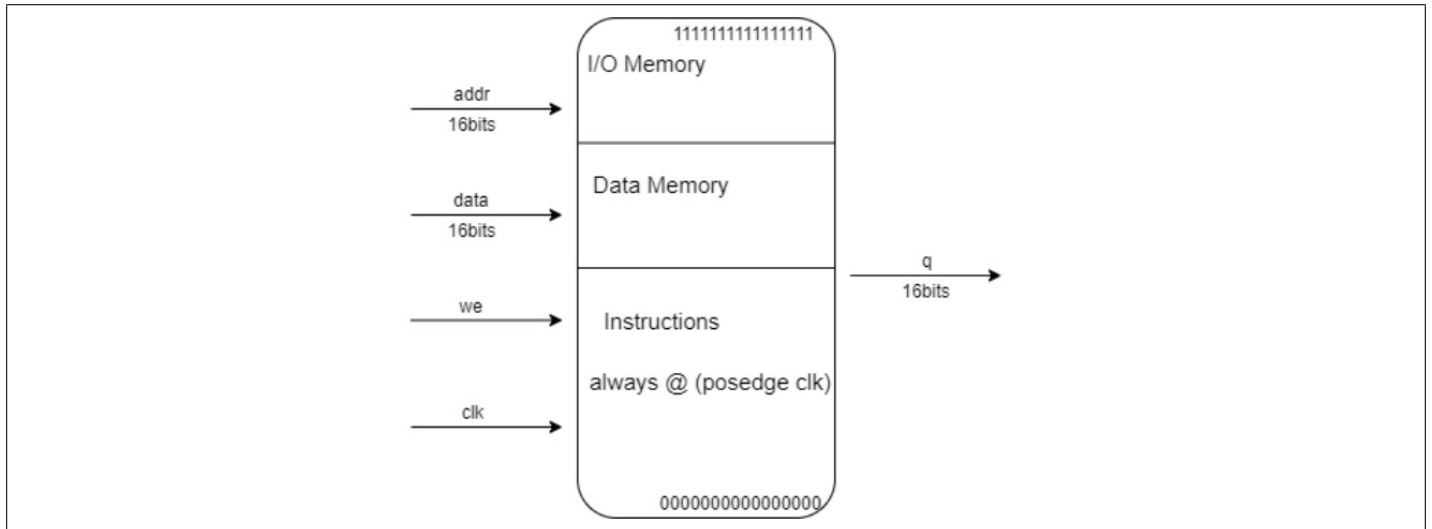 1111111111111111
I/O Memory
addr
16bits
Data Memory
data
16bits
q
16bits
we
Instructions
always @ (posedge clk)
clk
0000000000000000